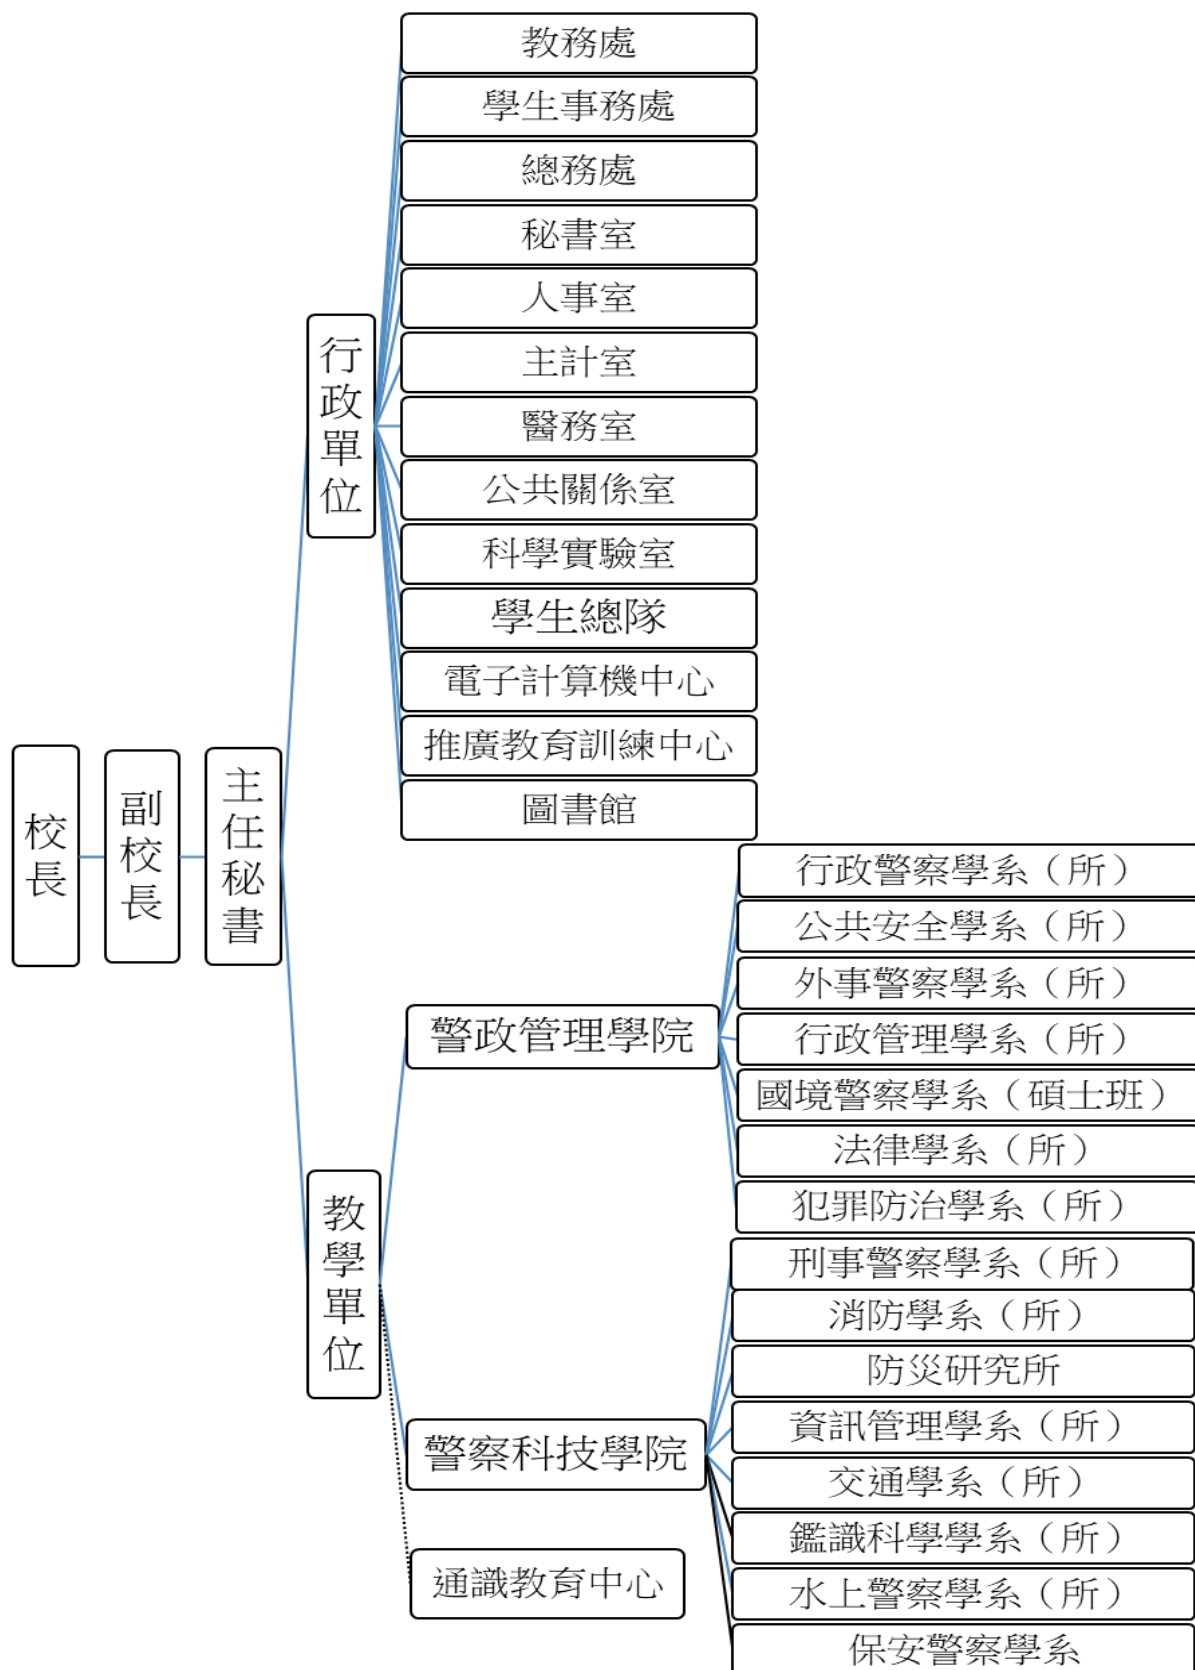 校長
副校長
主任秘書
行政單位
教務處
學生事務處
總務處
秘書室
人事室
主計室
醫務室
公共關係室
科學實驗室
學生總隊
電子計算機中心
推廣教育訓練中心
圖書館
教學單位
警政管理學院
行政警察學系（所）
公共安全學系（所）
外事警察學系（所）
行政管理學系（所）
國境警察學系（碩士班）
法律學系（所）
犯罪防治學系（所）
警察科技學院
刑事警察學系（所）
消防學系（所）
防災研究所
資訊管理學系（所）
交通學系（所）
鑑識科學學系（所）
水上警察學系（所）
保安警察學系
通識教育中心